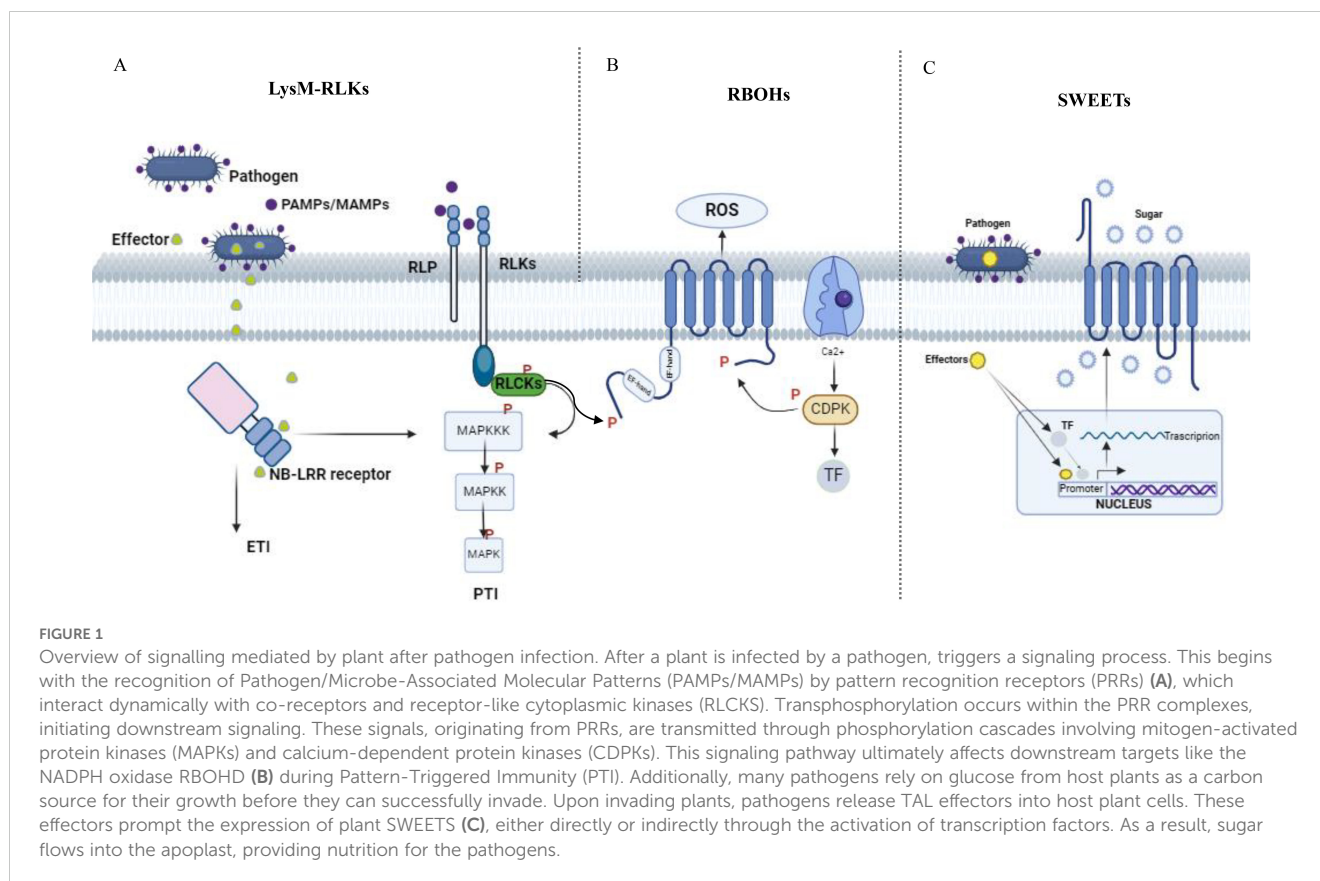 A
LysM-RLKs
Pathogen
PAMPs/MAMPs
Effector
RLP
RLKs
P
RLCKs
P
MAPKKK
P
MAPKK
P
MAPK
PTI
NB-LRR receptor
ETI
B
RBOHs
ROS
EF-hand
EF-hand
P
P
Ca2+
P
CDPK
TF
C
SWEETs
Pathogen
Sugar
Effectors
TF
Trascriprion
Promoter
NUCLEUS
FIGURE 1
Overview of signalling mediated by plant after pathogen infection. After a plant is infected by a pathogen, triggers a signaling process. This begins
with the recognition of Pathogen/Microbe-Associated Molecular Patterns (PAMPs/MAMPs) by pattern recognition receptors (PRRs) (A), which
interact dynamically with co-receptors and receptor-like cytoplasmic kinases (RLCKS). Transphosphorylation occurs within the PRR complexes,
initiating downstream signaling. These signals, originating from PRRs, are transmitted through phosphorylation cascades involving mitogen-activated
protein kinases (MAPKs) and calcium-dependent protein kinases (CDPKs). This signaling pathway ultimately affects downstream targets like the
NADPH oxidase RBOHD (B) during Pattern-Triggered Immunity (PTI). Additionally, many pathogens rely on glucose from host plants as a carbon
source for their growth before they can successfully invade. Upon invading plants, pathogens release TAL effectors into host plant cells. These
effectors prompt the expression of plant SWEETS (C), either directly or indirectly through the activation of transcription factors. As a result, sugar
flows into the apoplast, providing nutrition for the pathogens.